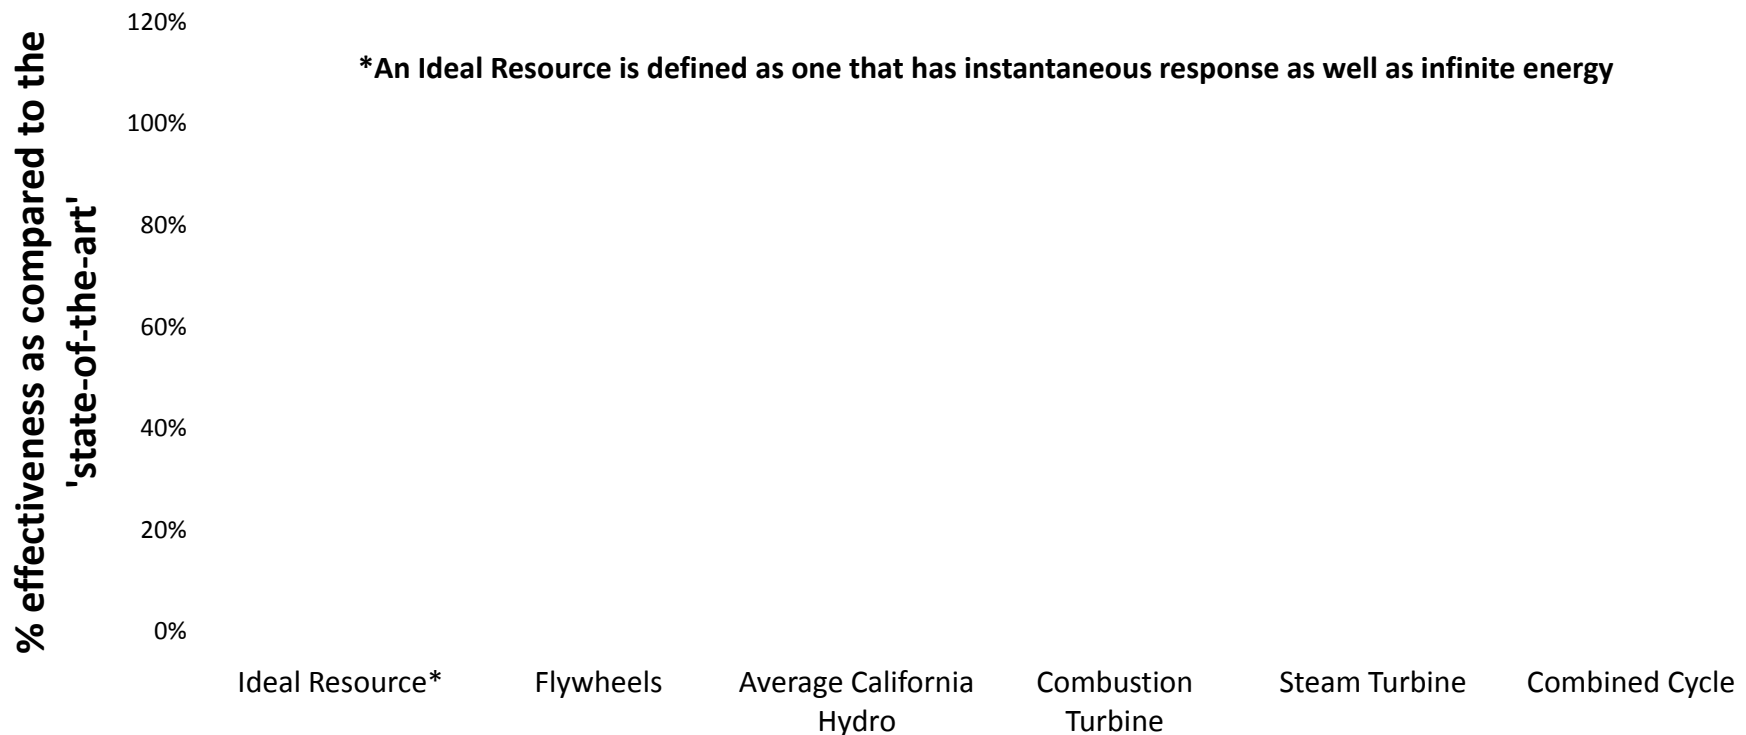 % effectiveness as compared to the
'state-of-the-art'
120%
*An Ideal Resource is defined as one that has instantaneous response as well as infinite energy
100%
80%
60%
40%
20%
0%
Ideal Resource*
Flywheels
Average California
Hydro
Combustion
Turbine
Steam Turbine
Combined Cycle